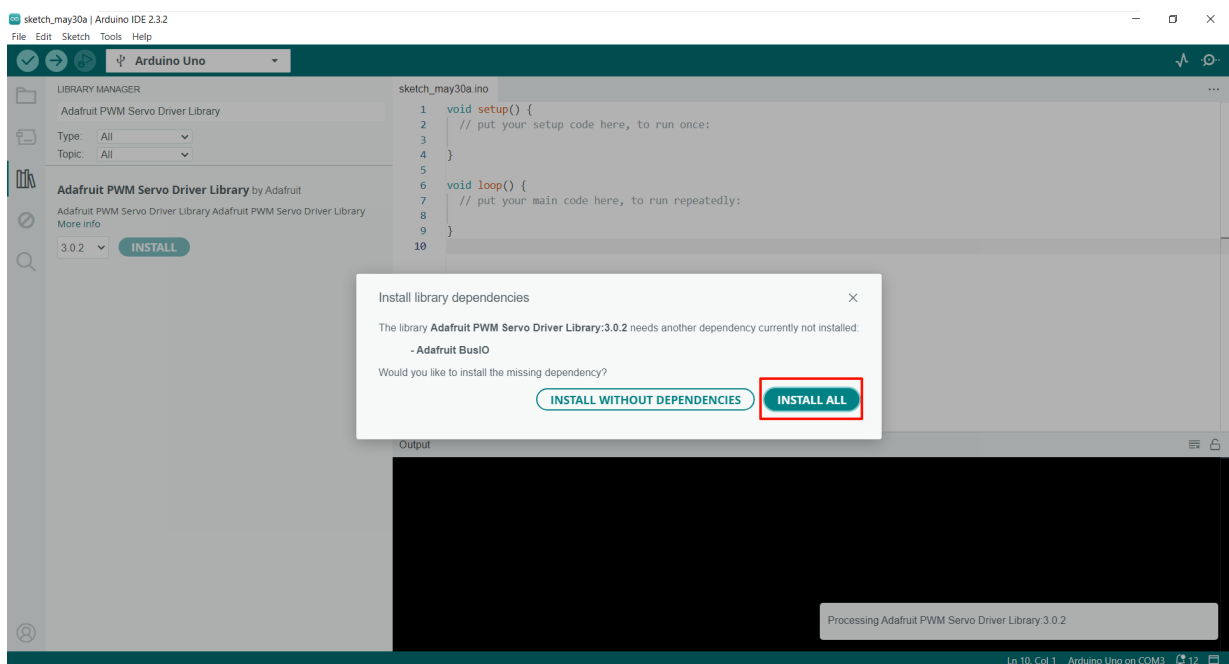 sketch_may30a | Arduino IDE 2.3.2
File Edit Sketch Tools Help
Arduino Uno
LIBRARY MANAGER
Adafruit PWM Servo Driver Library
Type: All
Topic: All
Adafruit PWM Servo Driver Library by Adafruit
Adafruit PWM Servo Driver Library Adafruit PWM Servo Driver Library
More info
3.0.2 INSTALL
sketch_may30a.ino
1 void setup() {
2 // put your setup code here, to run once:
3
4 }
5
6 void loop() {
7 // put your main code here, to run repeatedly:
8
9 }
10
Install library dependencies
The library Adafruit PWM Servo Driver Library:3.0.2 needs another dependency currently not installed:
- Adafruit BusIO
Would you like to install the missing dependency?
INSTALL WITHOUT DEPENDENCIES INSTALL ALL
Output
Processing Adafruit PWM Servo Driver Library:3.0.2
Ln 10, Col 1 Arduino Uno on COM3 12